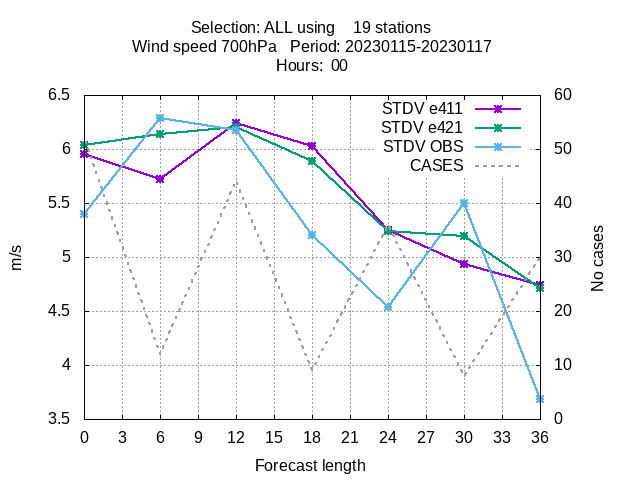 Selection: ALL using 19 stations
Wind speed 700hPa Period: 20230115-20230117
Hours: 00
6.5
6
5.5
5
4.5
4
3.5
60
50
40
30
20
10
0
STDV e411
STDV e421
STDV OBS
CASES
m/s
No cases
0 3 6 9 12 15 18 21 24 27 30 33 36
Forecast length